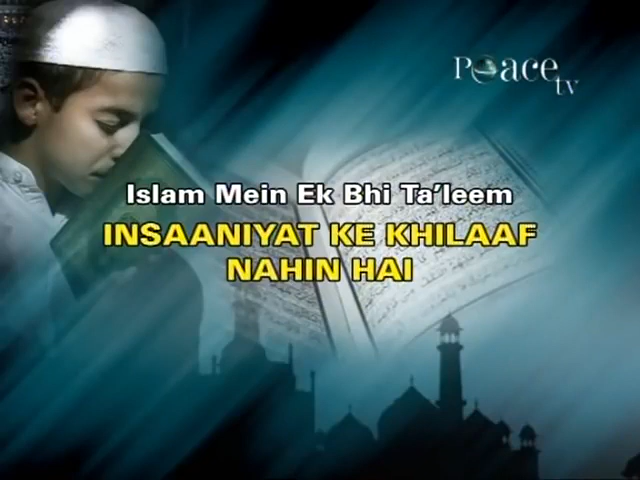 Peace tv
Islam Mein Ek Bhi Ta'leem
INSAANIYAT KE KHILAAF
NAHIN HAI